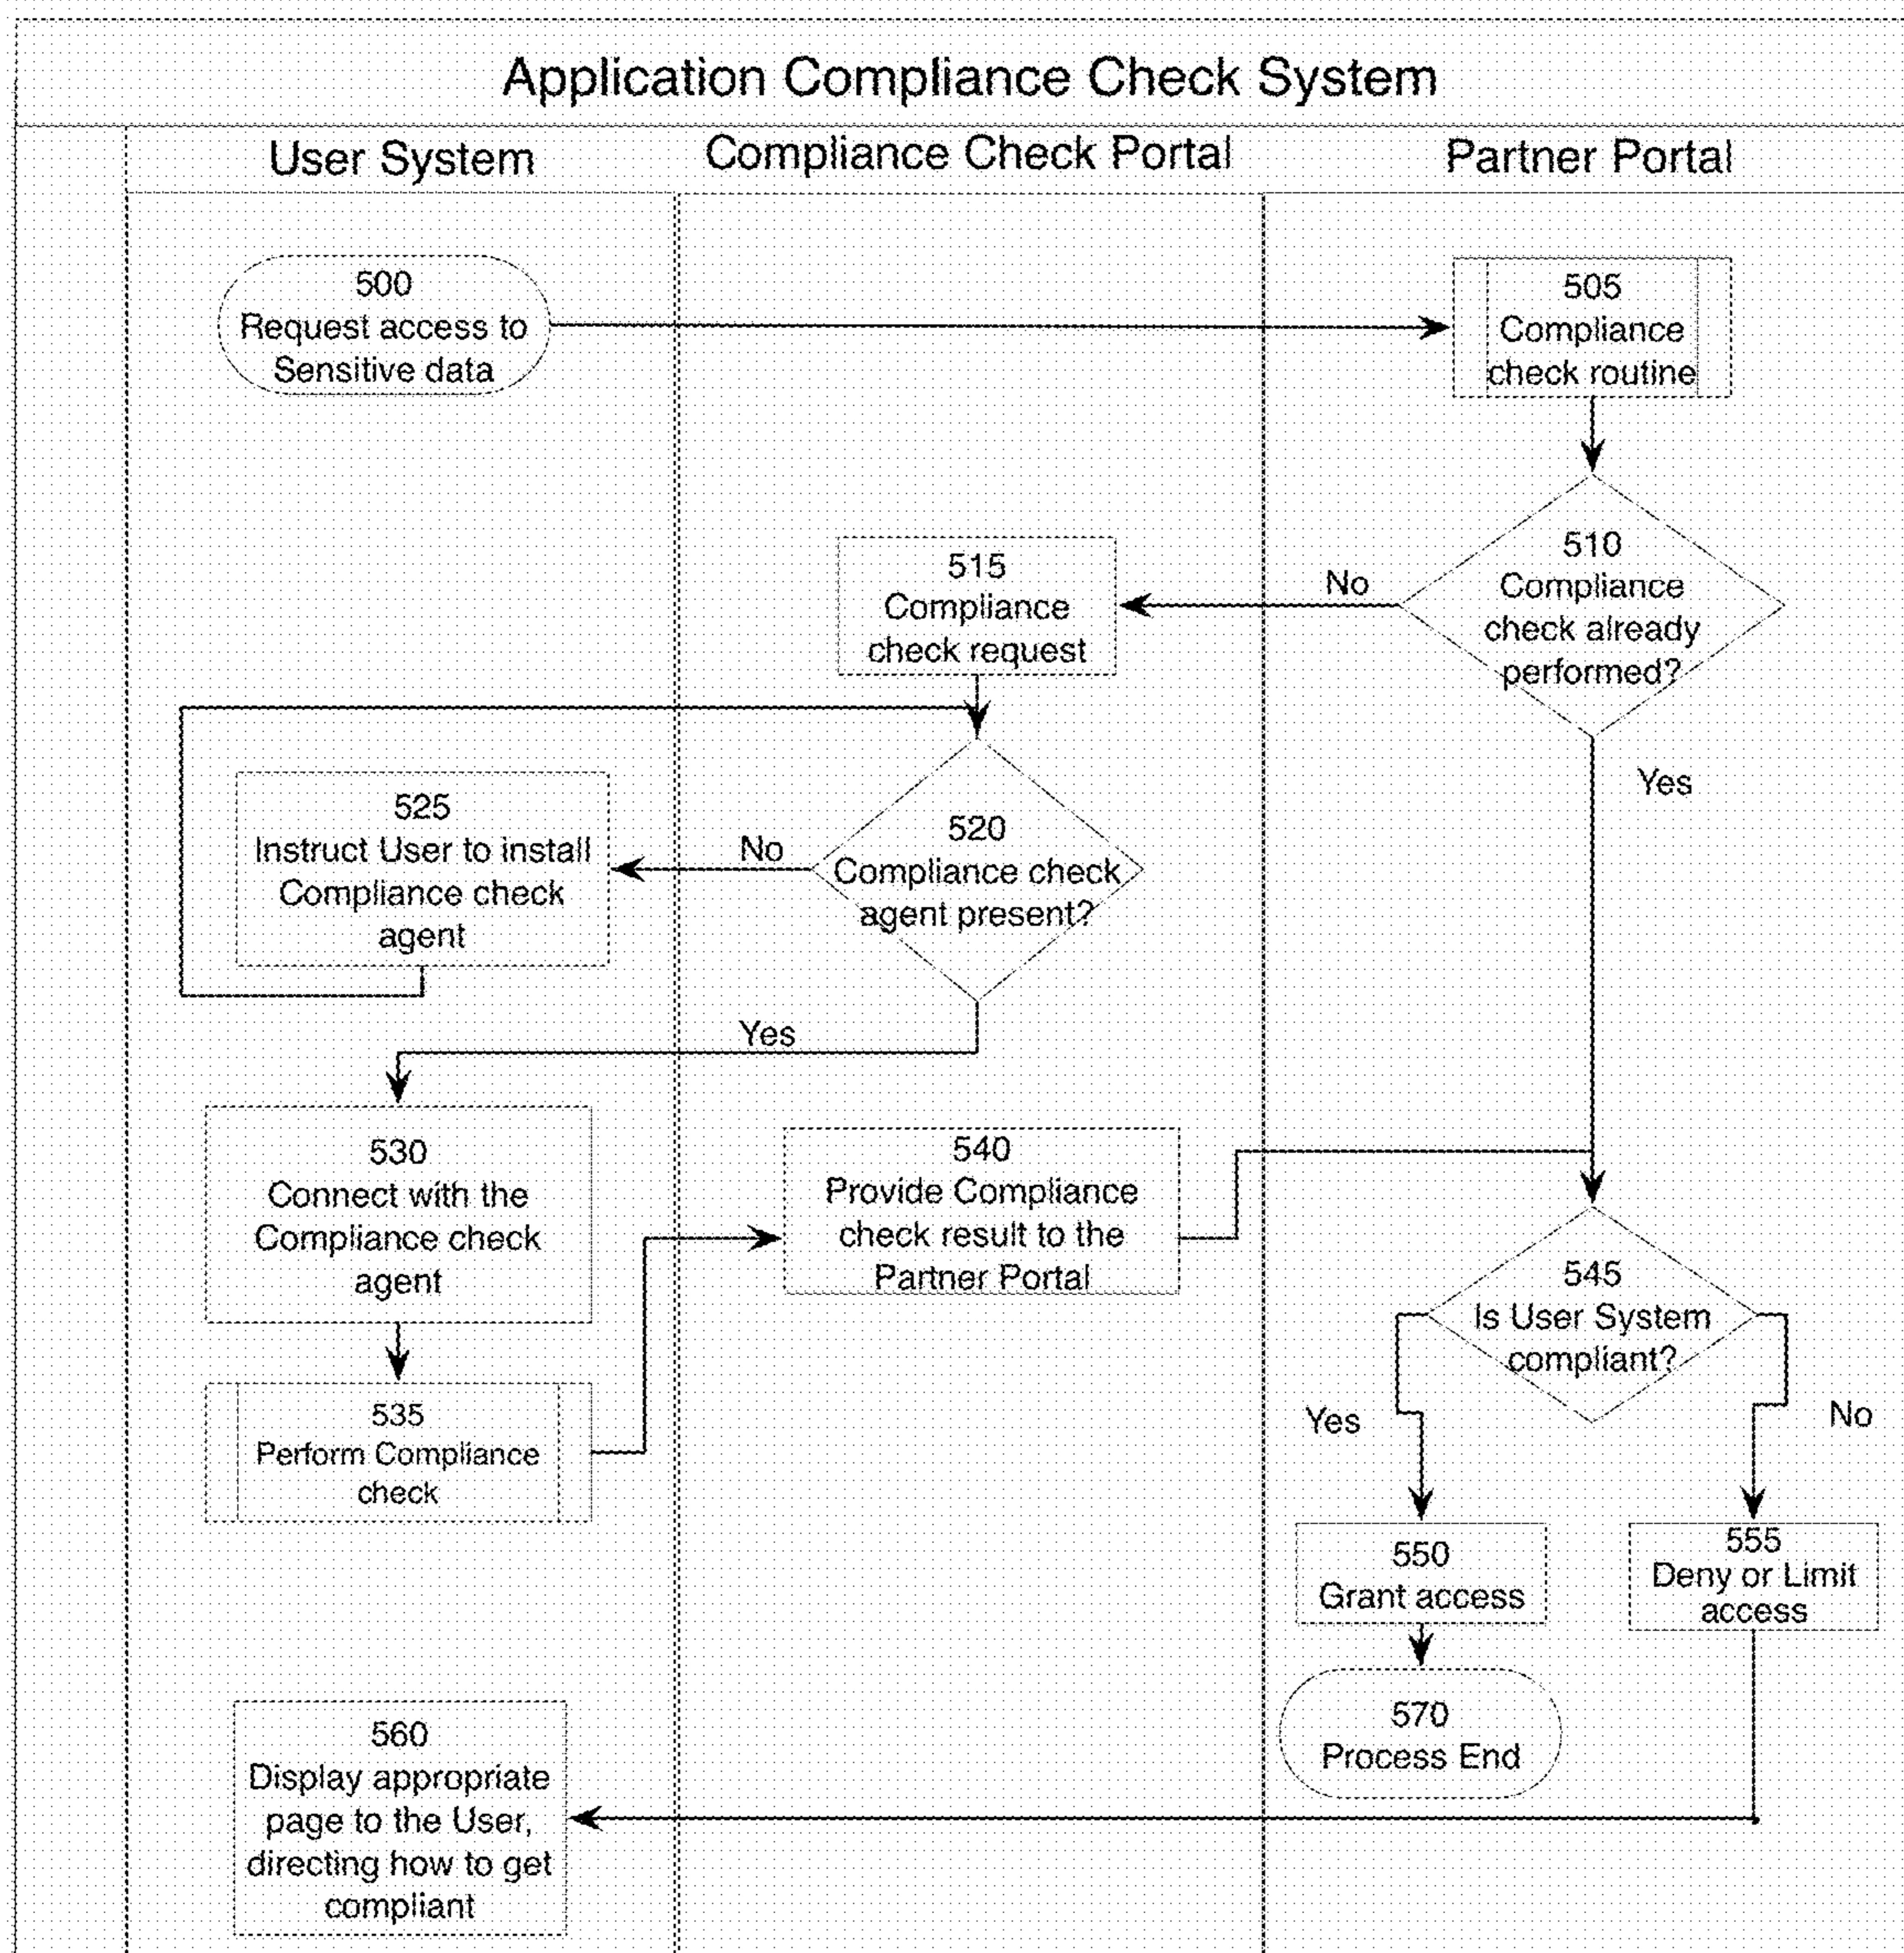 Application Compliance Check System
User System
Compliance Check Portal
Partner Portal
500
Request access to
Sensitive data
505
Compliance
check routine
510
Compliance
check already
performed?
No
Yes
515
Compliance
check request
520
Compliance check
agent present?
No
525
Instruct User to install
Compliance check
agent
Yes
530
Connect with the
Compliance check
agent
535
Perform Compliance
check
540
Provide Compliance
check result to the
Partner Portal
545
Is User System
compliant?
Yes
No
550
Grant access
555
Deny or Limit
access
570
Process End
560
Display appropriate
page to the User,
directing how to get
compliant